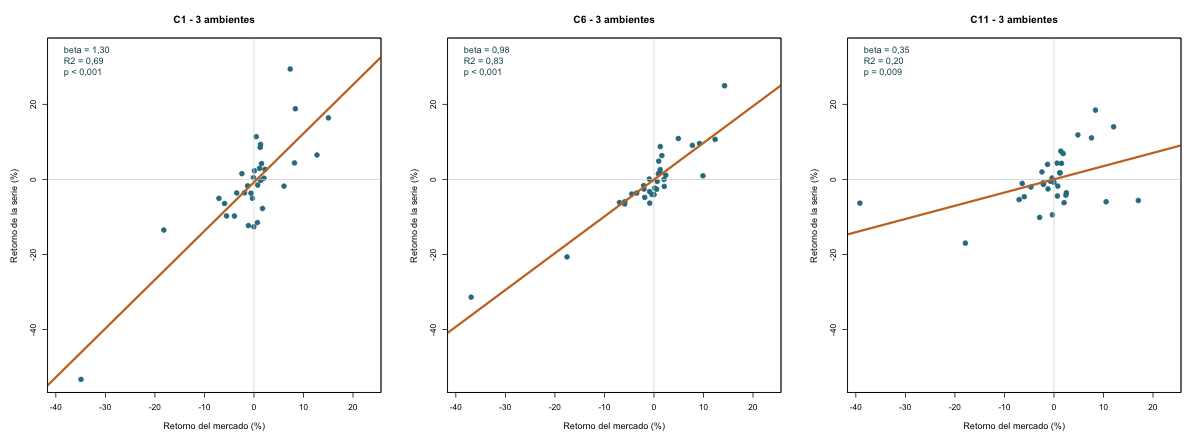 C1 - 3 ambientes
beta = 1,30
R2 = 0,69
p < 0,001
20
0
-20
-40
Retorno de la serie (%)
-40 -30 -20 -10 0 10 20
Retorno del mercado (%)
C6 - 3 ambientes
beta = 0,98
R2 = 0,83
p < 0,001
20
0
-20
-40
Retorno de la serie (%)
-40 -30 -20 -10 0 10 20
Retorno del mercado (%)
C11 - 3 ambientes
beta = 0,35
R2 = 0,20
p = 0,009
20
0
-20
-40
Retorno de la serie (%)
-40 -30 -20 -10 0 10 20
Retorno del mercado (%)